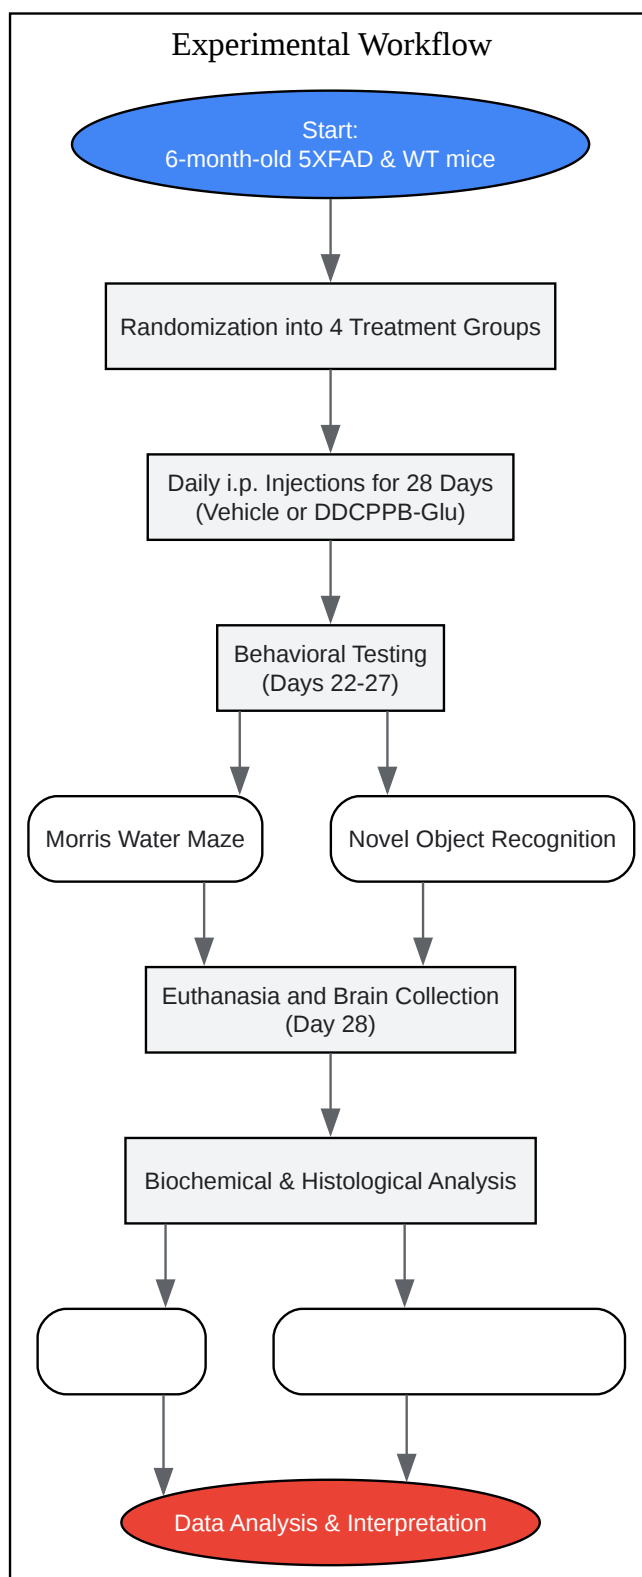 Experimental Workflow
Start:
6-month-old 5XFAD & WT mice
Randomization into 4 Treatment Groups
Daily i.p. Injections for 28 Days
(Vehicle or DDCPPB-Glu)
Behavioral Testing
(Days 22-27)
Morris Water Maze
Novel Object Recognition
Euthanasia and Brain Collection
(Day 28)
Biochemical & Histological Analysis
Data Analysis & Interpretation